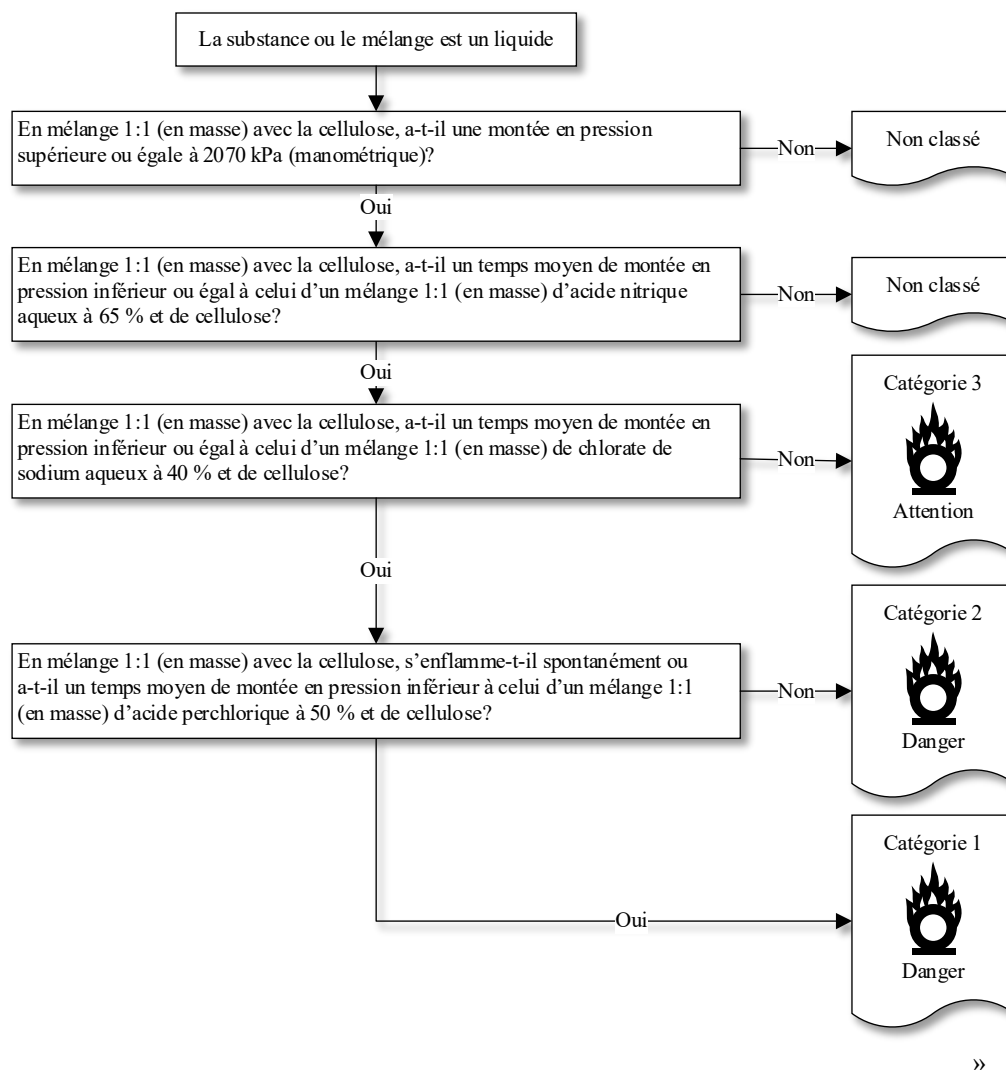 La substance ou le mélange est un liquide
En mélange 1:1 (en masse) avec la cellulose, a-t-il une montée en pression
supérieure ou égale à 2070 kPa (manométrique)?
Non
Non classé
Oui
En mélange 1:1 (en masse) avec la cellulose, a-t-il un temps moyen de montée en
pression inférieur ou égal à celui d’un mélange 1:1 (en masse) d’acide nitrique
aqueux à 65 % et de cellulose?
Non
Non classé
Oui
En mélange 1:1 (en masse) avec la cellulose, a-t-il un temps moyen de montée en
pression inférieur ou égal à celui d’un mélange 1:1 (en masse) de chlorate de
sodium aqueux à 40 % et de cellulose?
Non
Catégorie 3
Attention
Oui
En mélange 1:1 (en masse) avec la cellulose, s’enflamme-t-il spontanément ou
a-t-il un temps moyen de montée en pression inférieur à celui d’un mélange 1:1
(en masse) d’acide perchlorique à 50 % et de cellulose?
Non
Catégorie 2
Danger
Oui
Catégorie 1
Danger
»